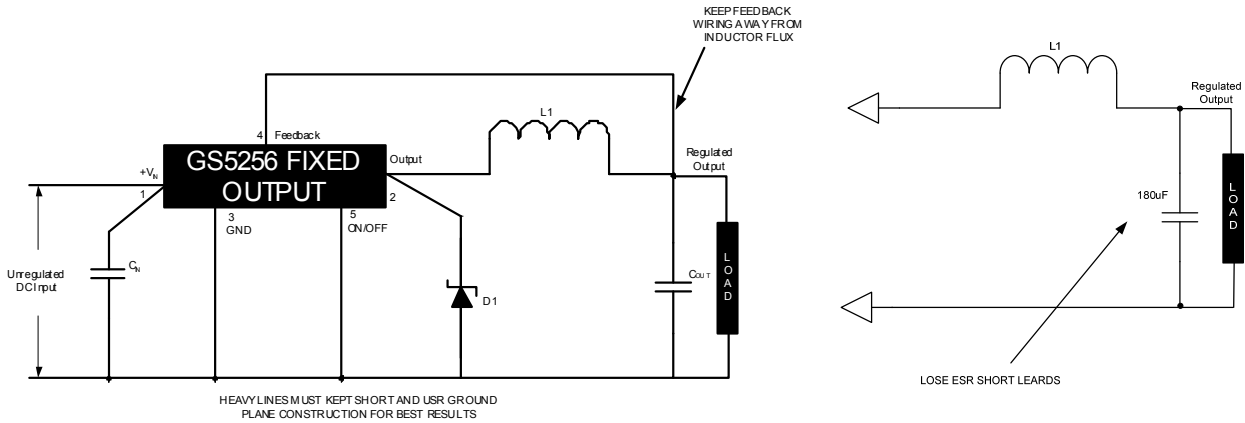 KEEP FEEDBACK
WIRING AWAY FROM
INDUCTOR FLUX
L1
4 Feedback
GS5256 FIXED
OUTPUT
Output
2
+VIN
1
3
GND
5
ON/OFF
Regulated
Output
Unregulated
DC Input
CIN
D1
COUT
LOAD
HEAVY LINES MUST KEPT SHORT AND USR GROUND
PLANE CONSTRUCTION FOR BEST RESULTS
L1
Regulated
Output
180uF
LOAD
LOSE ESR SHORT LEARDS